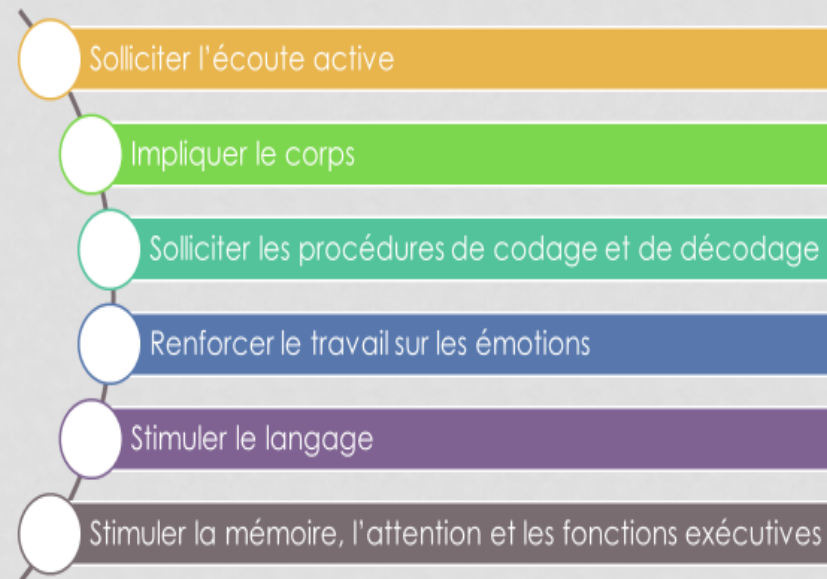 Solliciter l'écoute active
Impliquer le corps
Solliciter les procédures de codage et de décodage
Renforcer le travail sur les émotions
Stimuler le langage
Stimuler la mémoire, l'attention et les fonctions exécutives